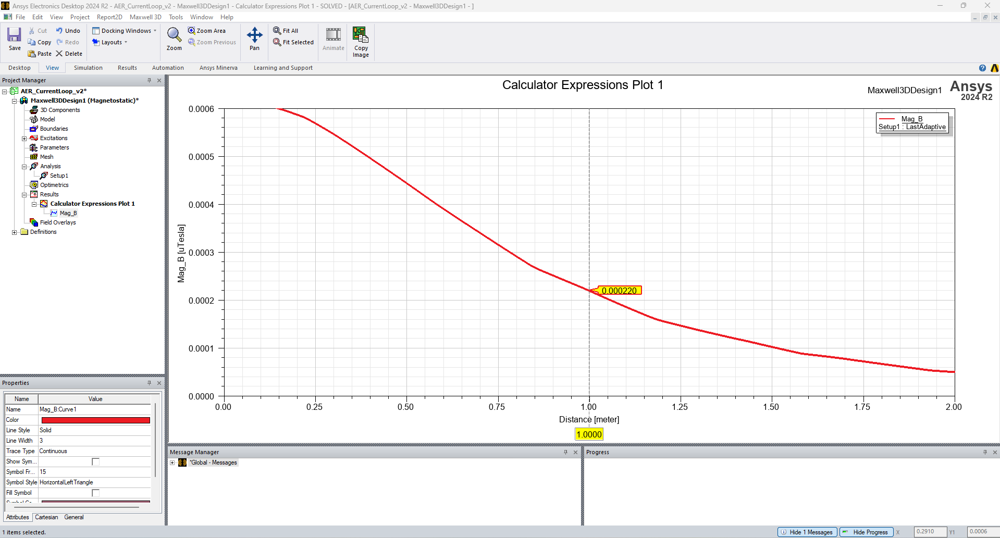 Ansys Electronics Desktop 2024 R2 - AER_CurrentLoop_v2 - Maxwell3DDesign1 - Calculator Expressions Plot 1 - SOLVED - [AER_CurrentLoop_v2 - Maxwell3DDesign1 - ]
File Edit View Project Report2D Maxwell 3D Tools Window Help
Save
Cut
Copy
Paste
Undo
Redo
Delete
Docking Windows
Layouts
Zoom
Zoom Area
Zoom Previous
Pan
Fit All
Fit Selected
Animate
Copy
Image
Desktop View Simulation Results Automation Ansys Minerva Learning and Support
Project Manager
AER_CurrentLoop_v2*
Maxwell3DDesign1 (Magnetostatic)*
3D Components
Model
Boundaries
Excitations
Parameters
Mesh
Analysis
Setup1
Optimetrics
Results
Calculator Expressions Plot 1
Mag_B
Field Overlays
Definitions
Properties
Name Value
Name Mag_B:Curve1
Color
Line Style Solid
Line Width 3
Trace Type Continuous
Show Sym...
Symbol Fr... 15
Symbol Style HorizontalLeftTriangle
Fill Symbol
Attributes Cartesian General
Calculator Expressions Plot 1
Maxwell3DDesign1
Ansys
2024 R2
Mag_B
Setup1 : LastAdaptive
Mag_B [uTesla]
0.0006
0.0005
0.0004
0.0003
0.0002
0.0001
0.0000
0.000220
0.00 0.25 0.50 0.75 1.00 1.25 1.50 1.75 2.00
Distance [meter]
1.0000
Message Manager
*Global - Messages
Progress
1 items selected.
Hide 1 Messages
Hide Progress
X 0.2910
Y1 0.0006